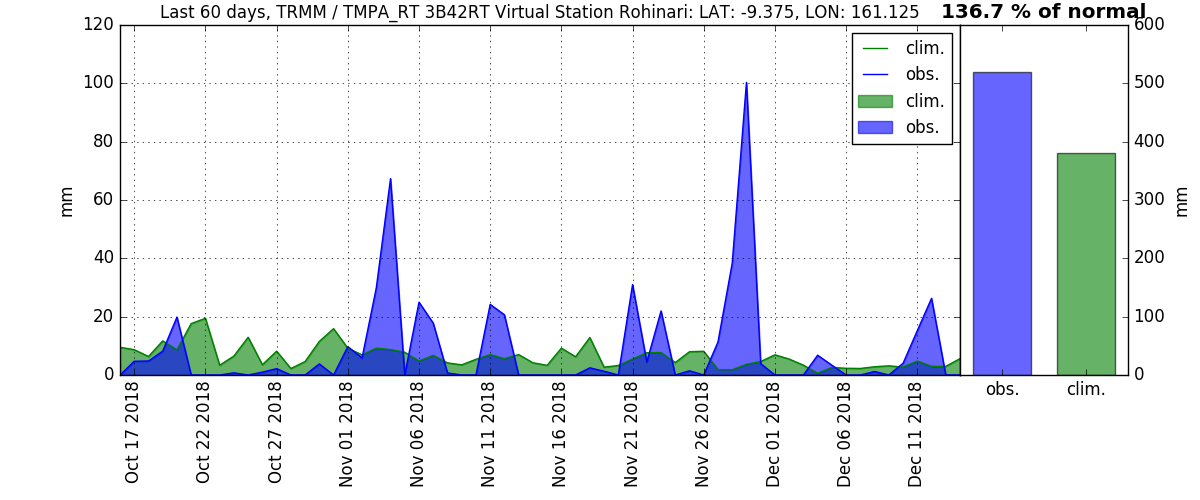 Last 60 days, TRMM / TMPA_RT 3B42RT Virtual Station Rohinari: LAT: -9.375, LON: 161.125
136.7 % of normal
120
100
80
60
40
20
0
mm
clim.
obs.
clim.
obs.
Oct 17 2018
Oct 22 2018
Oct 27 2018
Nov 01 2018
Nov 06 2018
Nov 11 2018
Nov 16 2018
Nov 21 2018
Nov 26 2018
Dec 01 2018
Dec 06 2018
Dec 11 2018
600
500
400
300
200
100
0
mm
obs.
clim.